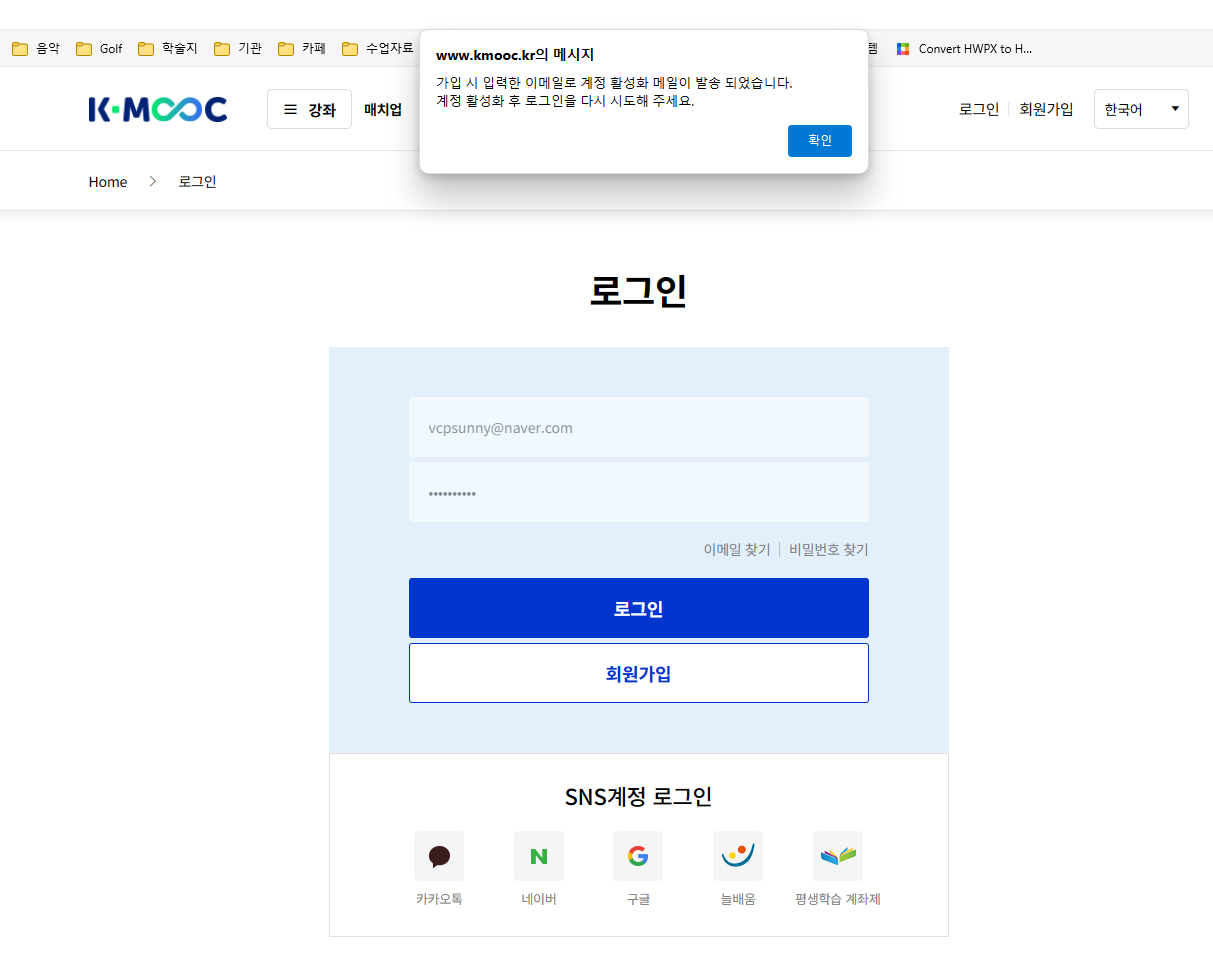 음악 Golf 학술지 기관 카페 수업자료 템 Convert HWPX to H...
www.kmooc.kr의 메시지
가입 시 입력한 이메일로 계정 활성화 메일이 발송 되었습니다.
계정 활성화 후 로그인을 다시 시도해 주세요.
확인
K-MOOC 강좌 매치업 로그인 회원가입 한국어
Home > 로그인
로그인
vcpsunny@naver.com
••••••••••
이메일 찾기 비밀번호 찾기
로그인
회원가입
SNS계정 로그인
카카오톡 네이버 구글 늘배움 평생학습 계좌제